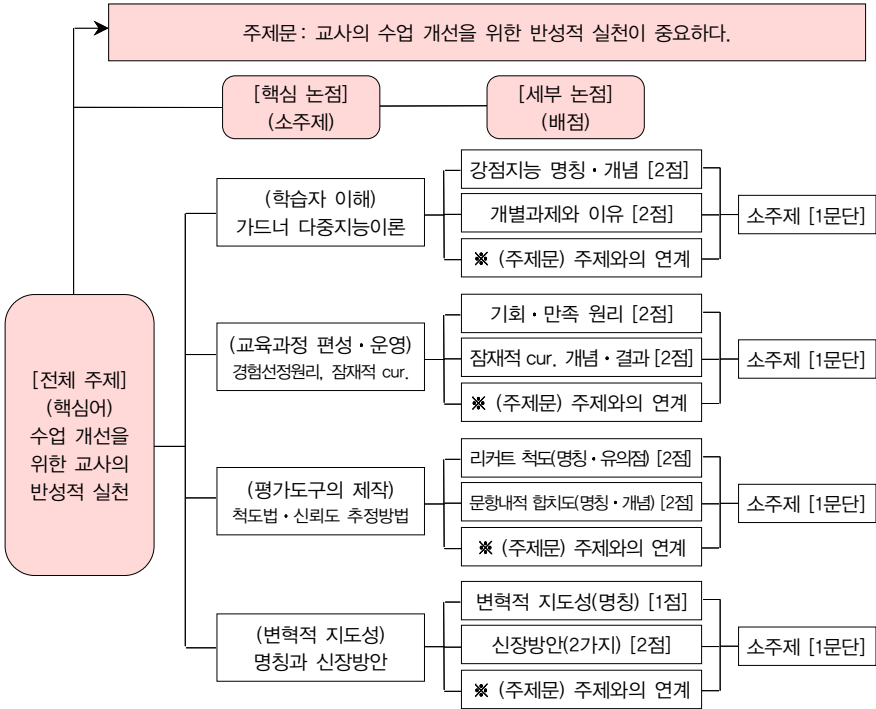 주제문: 교사의 수업 개선을 위한 반성적 실천이 중요하다.
[핵심 논점]
(소주제)
[세부 논점]
(배점)
[전체 주제]
(핵심어)
수업 개선을
위한 교사의
반성적 실천
(학습자 이해)
가드너 다중지능이론
강점지능 명칭·개념 [2점]
개별과제와 이유 [2점]
※ (주제문) 주제와의 연계
소주제 [1문단]
(교육과정 편성·운영)
경험선정원리, 잠재적 cur.
기회·만족 원리 [2점]
잠재적 cur. 개념·결과 [2점]
※ (주제문) 주제와의 연계
소주제 [1문단]
(평가도구의 제작)
척도법·신뢰도 추정방법
리커트 척도(명칭·유의점) [2점]
문항내적 합치도(명칭·개념) [2점]
※ (주제문) 주제와의 연계
소주제 [1문단]
(변혁적 지도성)
명칭과 신장방안
변혁적 지도성(명칭) [1점]
신장방안(2가지) [2점]
※ (주제문) 주제와의 연계
소주제 [1문단]